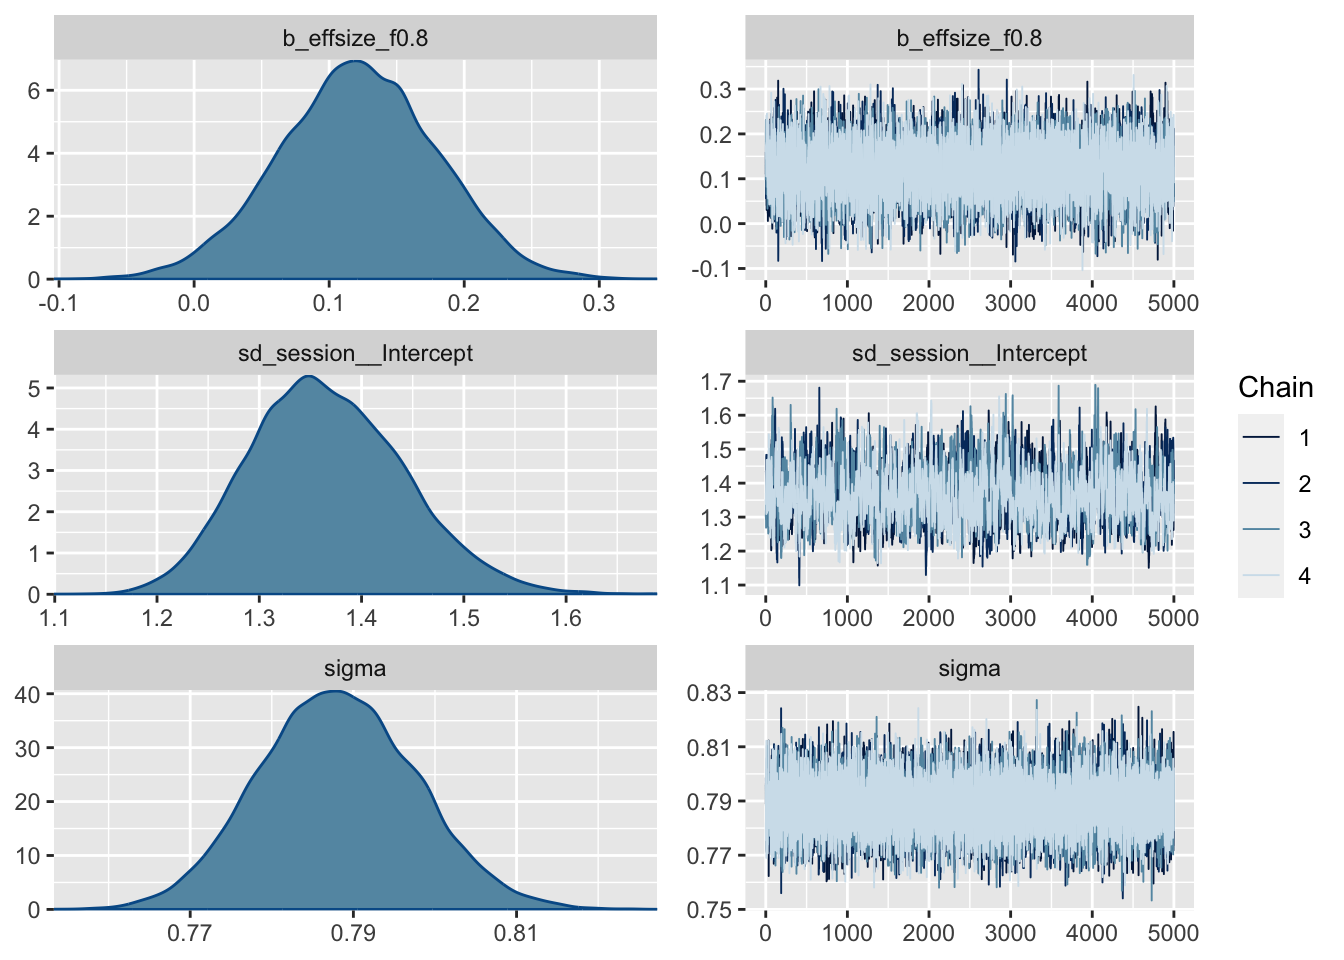 b_effsize_f0.8
6
4
2
0
-0.1 0.0 0.1 0.2 0.3
b_effsize_f0.8
0.3
0.2
0.1
0.0
-0.1
0 1000 2000 3000 4000 5000
sd_session__Intercept
5
4
3
2
1
0
1.1 1.2 1.3 1.4 1.5 1.6
sd_session__Intercept
1.7
1.6
1.5
1.4
1.3
1.2
1.1
0 1000 2000 3000 4000 5000
sigma
40
30
20
10
0
0.77 0.79 0.81
sigma
0.83
0.81
0.79
0.77
0.75
0 1000 2000 3000 4000 5000
Chain
1
2
3
4